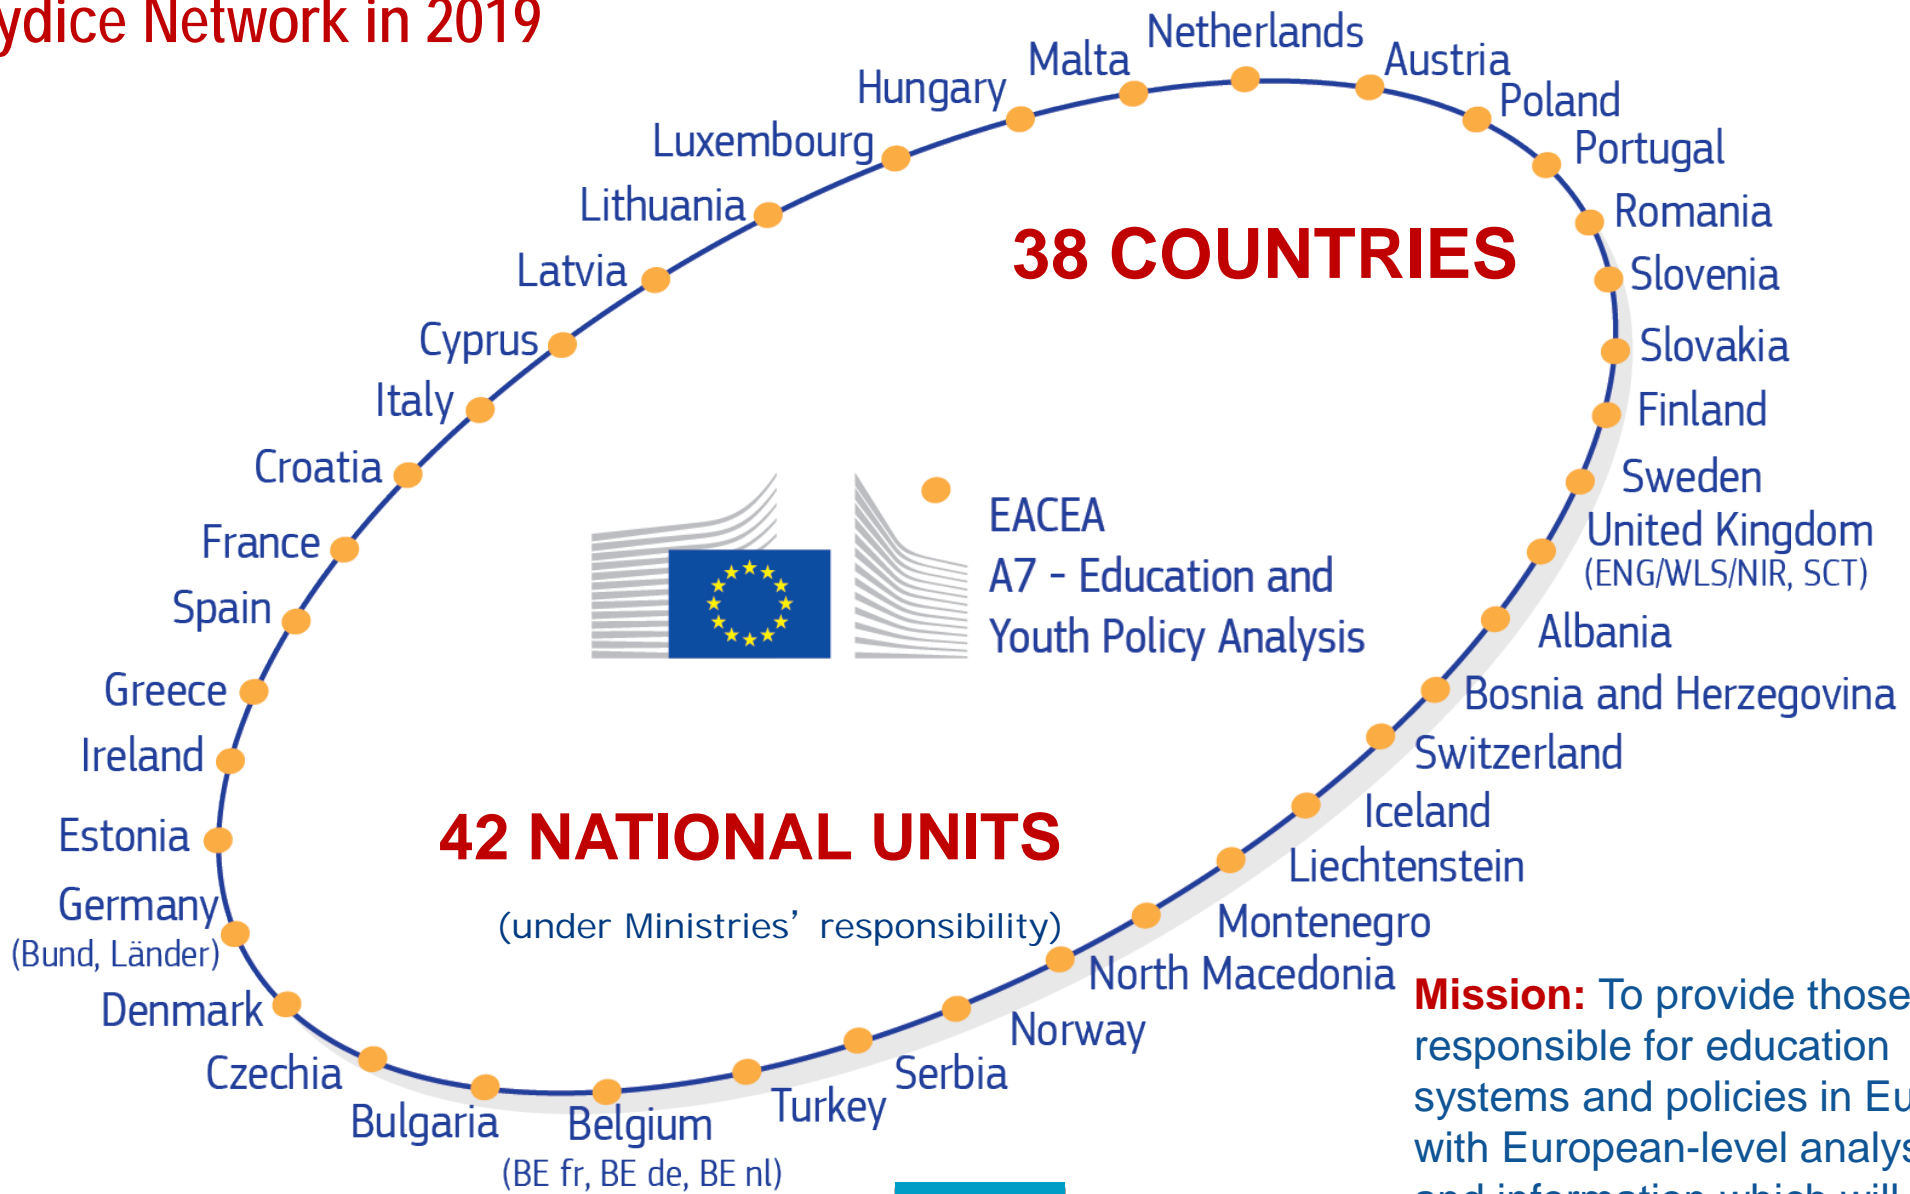 ydice Network in 2019
Netherlands
Malta
Austria
Hungary
Poland
Luxembourg
Portugal
Lithuania
Romania
38 COUNTRIES
Latvia
Slovenia
Cyprus
Slovakia
Italy
Finland
Croatia
Sweden
EACEA
A7 - Education and
Youth Policy Analysis
France
United Kingdom
(ENG/WLS/NIR, SCT)
Spain
Albania
Greece
Bosnia and Herzegovina
Ireland
Switzerland
Estonia
Iceland
42 NATIONAL UNITS
(under Ministries’ responsibility)
Liechtenstein
Germany
(Bund, Länder)
Montenegro
North Macedonia
Denmark
Norway
Czechia
Serbia
Bulgaria
Turkey
Belgium
(BE fr, BE de, BE nl)
Mission: To provide those
responsible for education
systems and policies in Eu
with European-level analys
and information which will